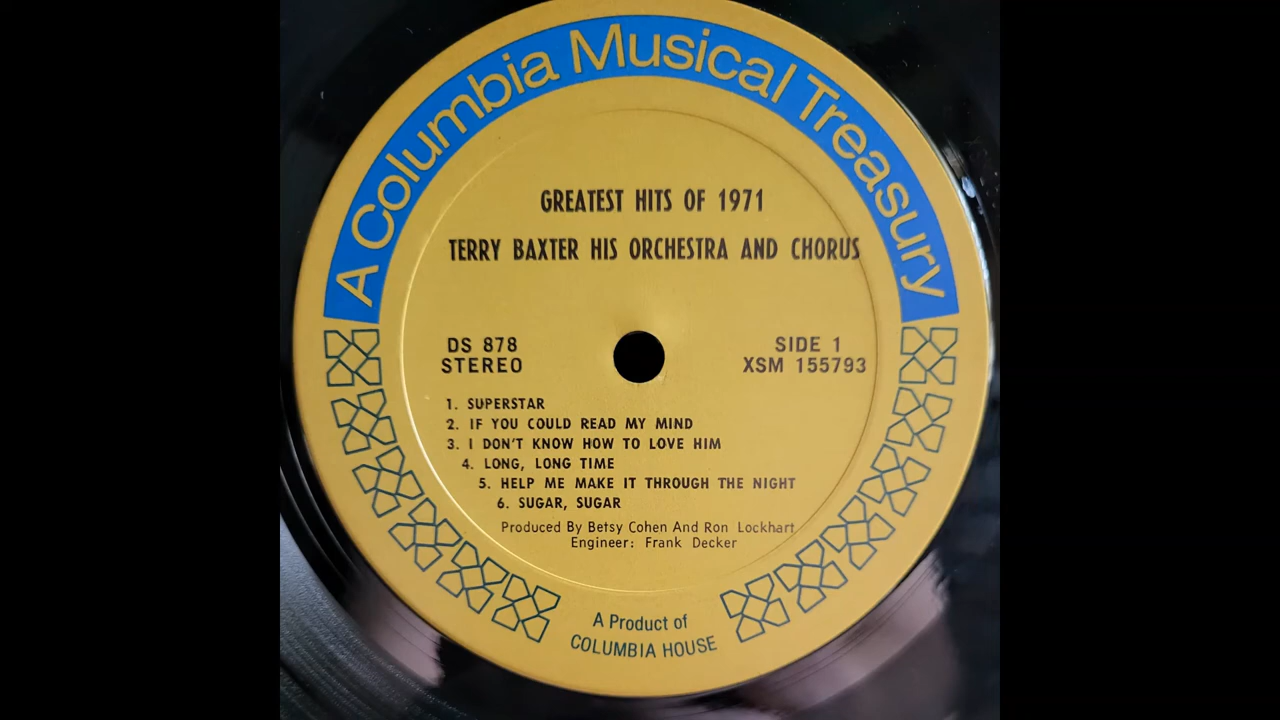 A Columbia Musical Treasury
GREATEST HITS OF 1971
TERRY BAXTER HIS ORCHESTRA AND CHORUS
DS 878
STEREO
SIDE 1
XSM 155793
1. SUPERSTAR
2. IF YOU COULD READ MY MIND
3. I DON'T KNOW HOW TO LOVE HIM
4. LONG, LONG TIME
5. HELP ME MAKE IT THROUGH THE NIGHT
6. SUGAR, SUGAR
Produced By Betsy Cohen And Ron Lockhart
Engineer: Frank Decker
A Product of
COLUMBIA HOUSE